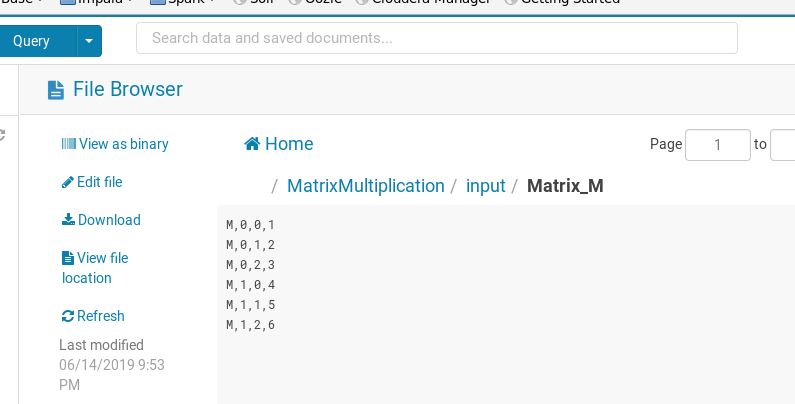 Base Impala Spark Solr Oozie Cloudera Manager Getting Started
Query
Search data and saved documents...
File Browser
View as binary
Home
Page 1 to
Edit file
/ MatrixMultiplication / input / Matrix_M
Download
View file
location
Refresh
Last modified
06/14/2019 9:53
PM
M,0,0,1
M,0,1,2
M,0,2,3
M,1,0,4
M,1,1,5
M,1,2,6